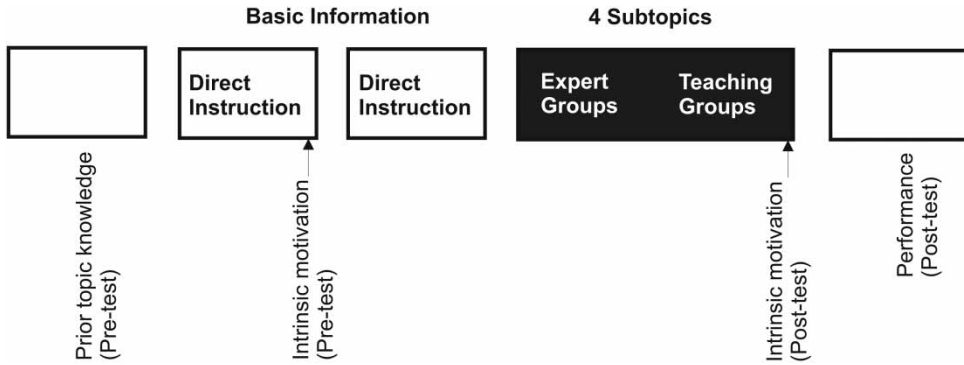 Basic Information
4 Subtopics
Direct
Instruction
Direct
Instruction
Expert
Groups
Teaching
Groups
Prior topic knowledge
(Pre-test)
Intrinsic motivation
(Pre-test)
Intrinsic motivation
(Post-test)
Performance
(Post-test)